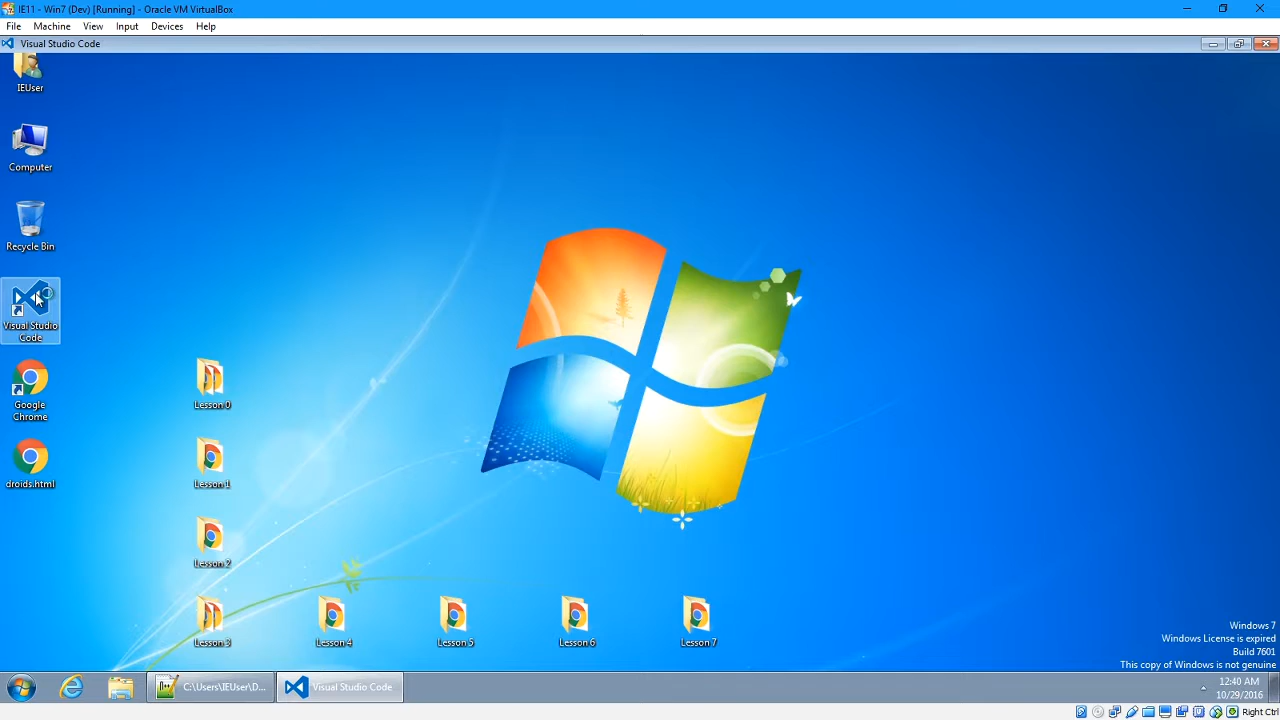 IE11 - Win7 (Dev) [Running] - Oracle VM VirtualBox
File Machine View Input Devices Help
Visual Studio Code
IEUser
Computer
Recycle Bin
Visual Studio
Code
Google
Chrome
droids.html
Lesson 0
Lesson 1
Lesson 2
Lesson 3
Lesson 4
Lesson 5
Lesson 6
Lesson 7
Windows 7
Windows License is expired
Build 7601
This copy of Windows is not genuine
C:\Users\IEUser\D...
Visual Studio Code
12:40 AM
10/29/2016
Right Ctrl